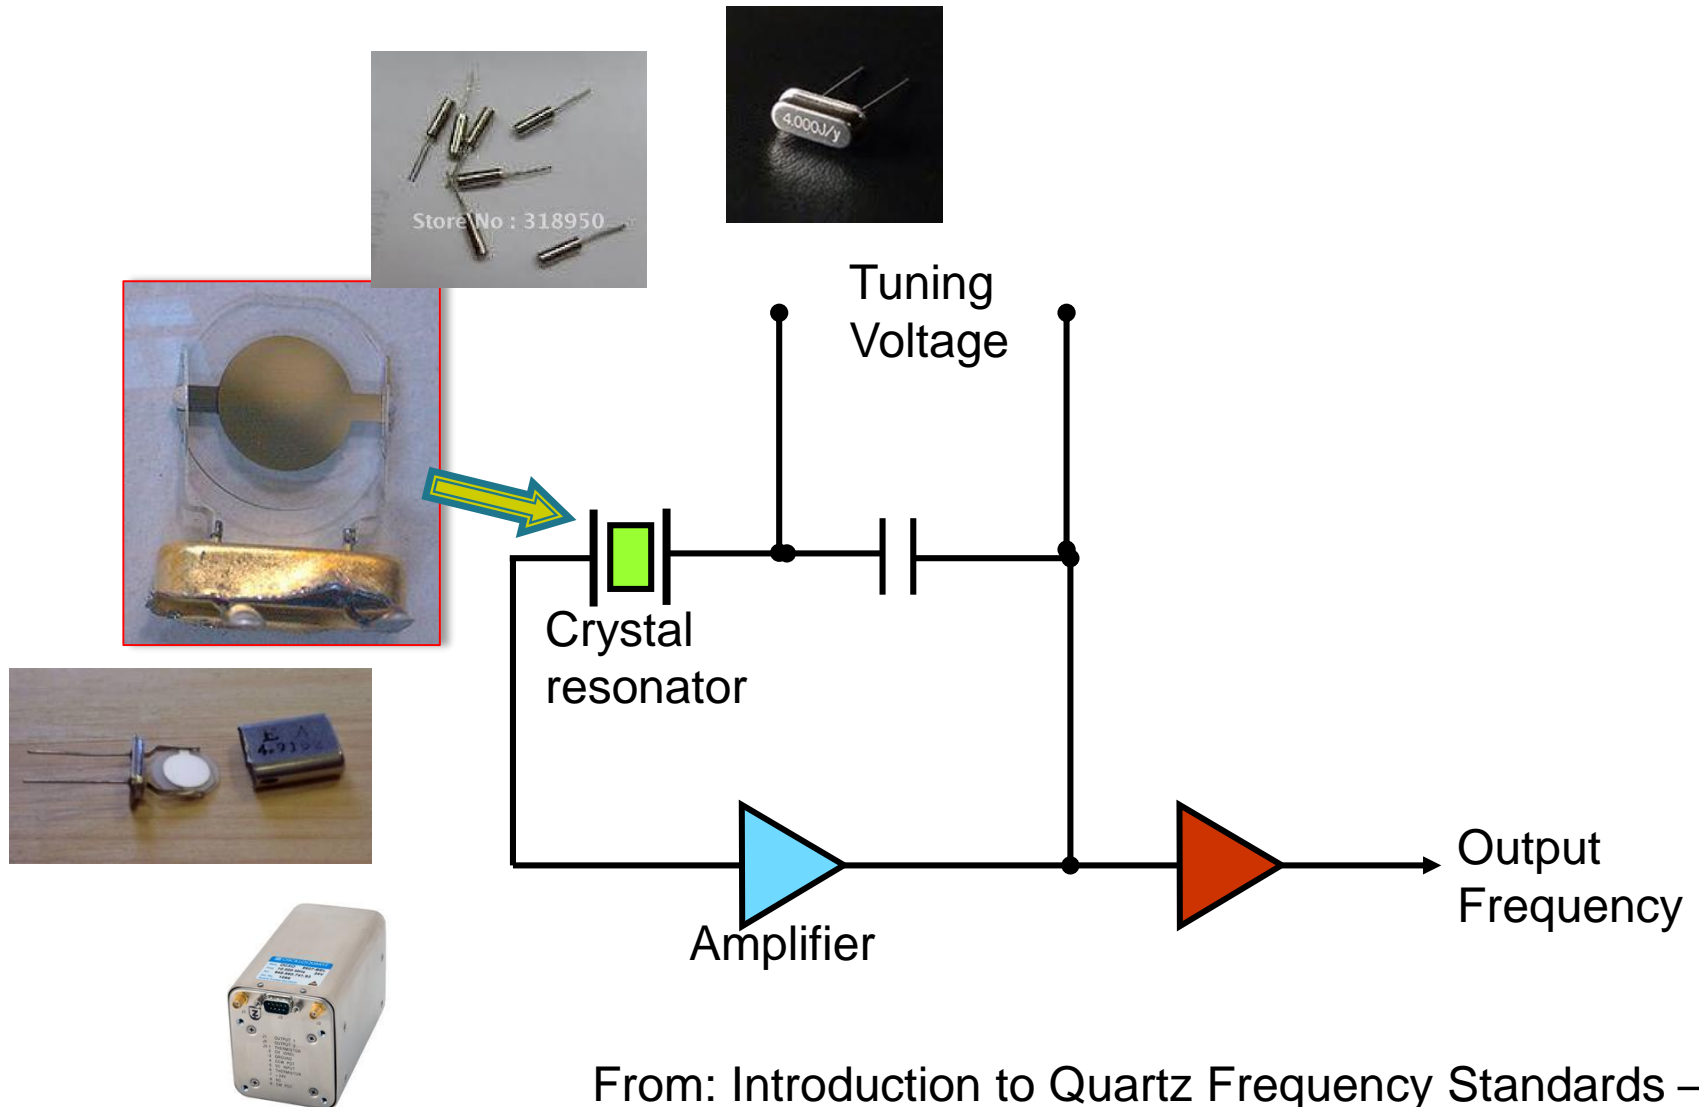 4.000J/y
Store No : 318950
Tuning
Voltage
Crystal
resonator
Amplifier
Output
Frequency
From: Introduction to Quartz Frequency Standards –